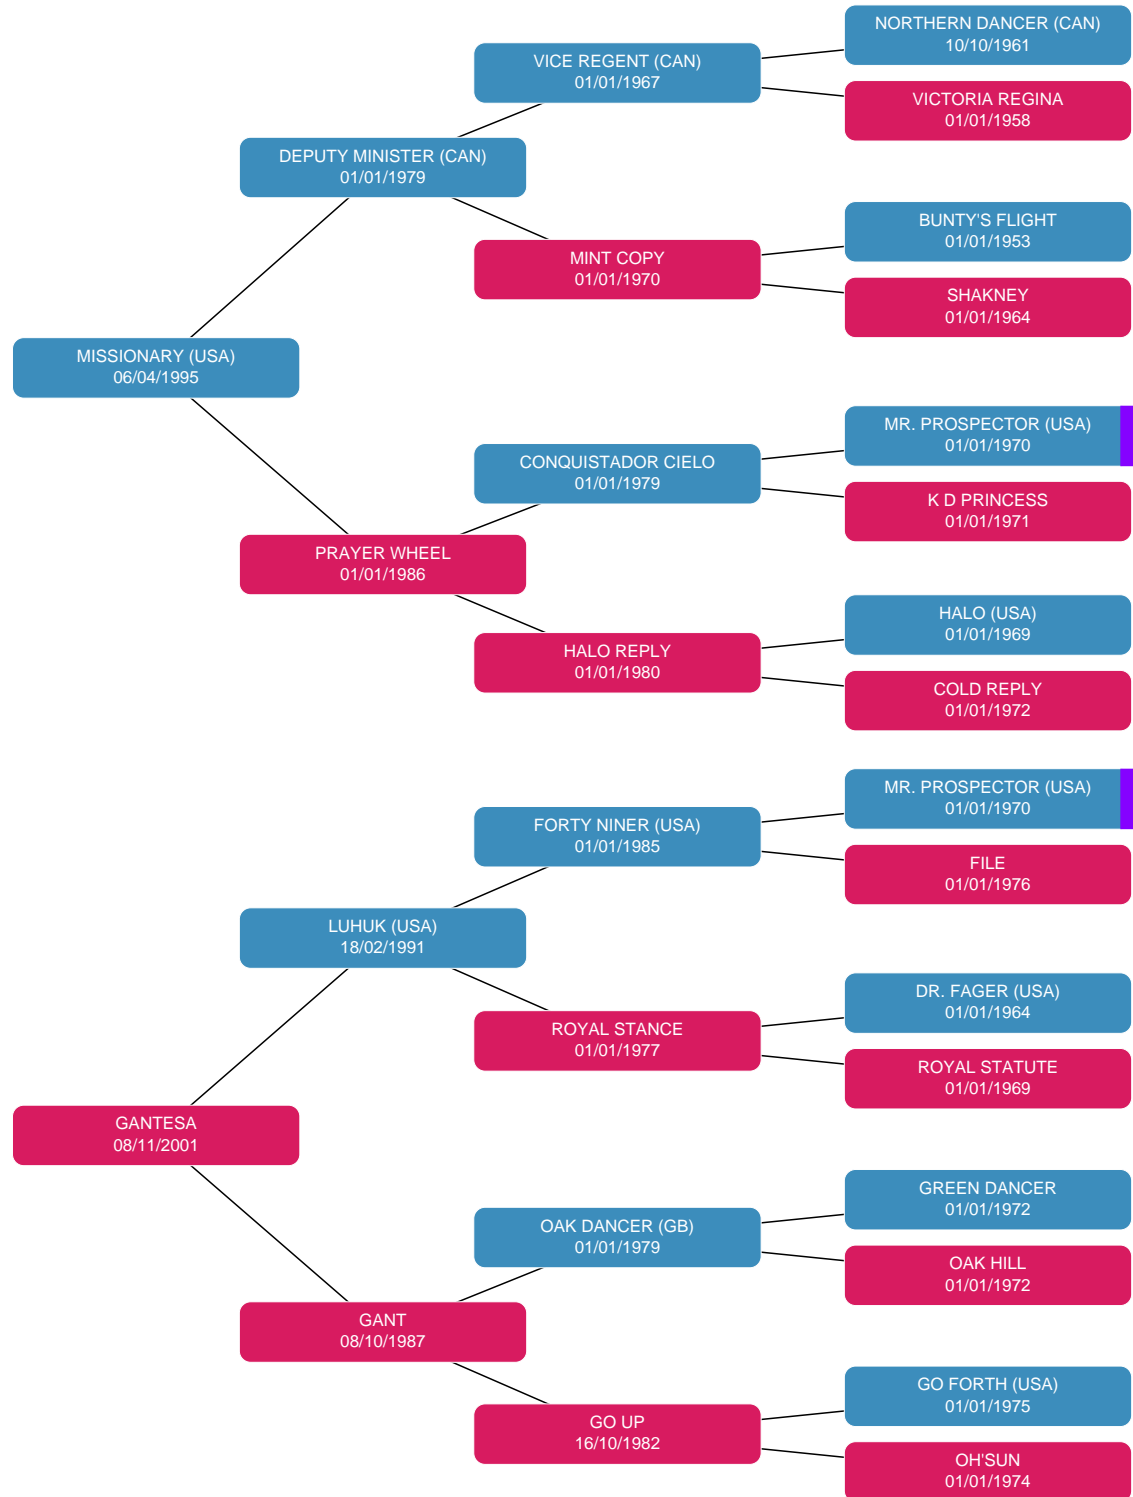 NORTHERN DANCER (CAN)
10/10/1961
VICE REGENT (CAN)
01/01/1967
VICTORIA REGINA
01/01/1958
DEPUTY MINISTER (CAN)
01/01/1979
BUNTY'S FLIGHT
01/01/1953
MINT COPY
01/01/1970
SHAKNEY
01/01/1964
MISSIONARY (USA)
06/04/1995
MR. PROSPECTOR (USA)
01/01/1970
CONQUISTADOR CIELO
01/01/1979
K D PRINCESS
01/01/1971
PRAYER WHEEL
01/01/1986
HALO (USA)
01/01/1969
HALO REPLY
01/01/1980
COLD REPLY
01/01/1972
MR. PROSPECTOR (USA)
01/01/1970
FORTY NINER (USA)
01/01/1985
FILE
01/01/1976
LUHUK (USA)
18/02/1991
DR. FAGER (USA)
01/01/1964
ROYAL STANCE
01/01/1977
ROYAL STATUTE
01/01/1969
GANTESA
08/11/2001
GREEN DANCER
01/01/1972
OAK DANCER (GB)
01/01/1979
OAK HILL
01/01/1972
GANT
08/10/1987
GO FORTH (USA)
01/01/1975
GO UP
16/10/1982
OH'SUN
01/01/1974